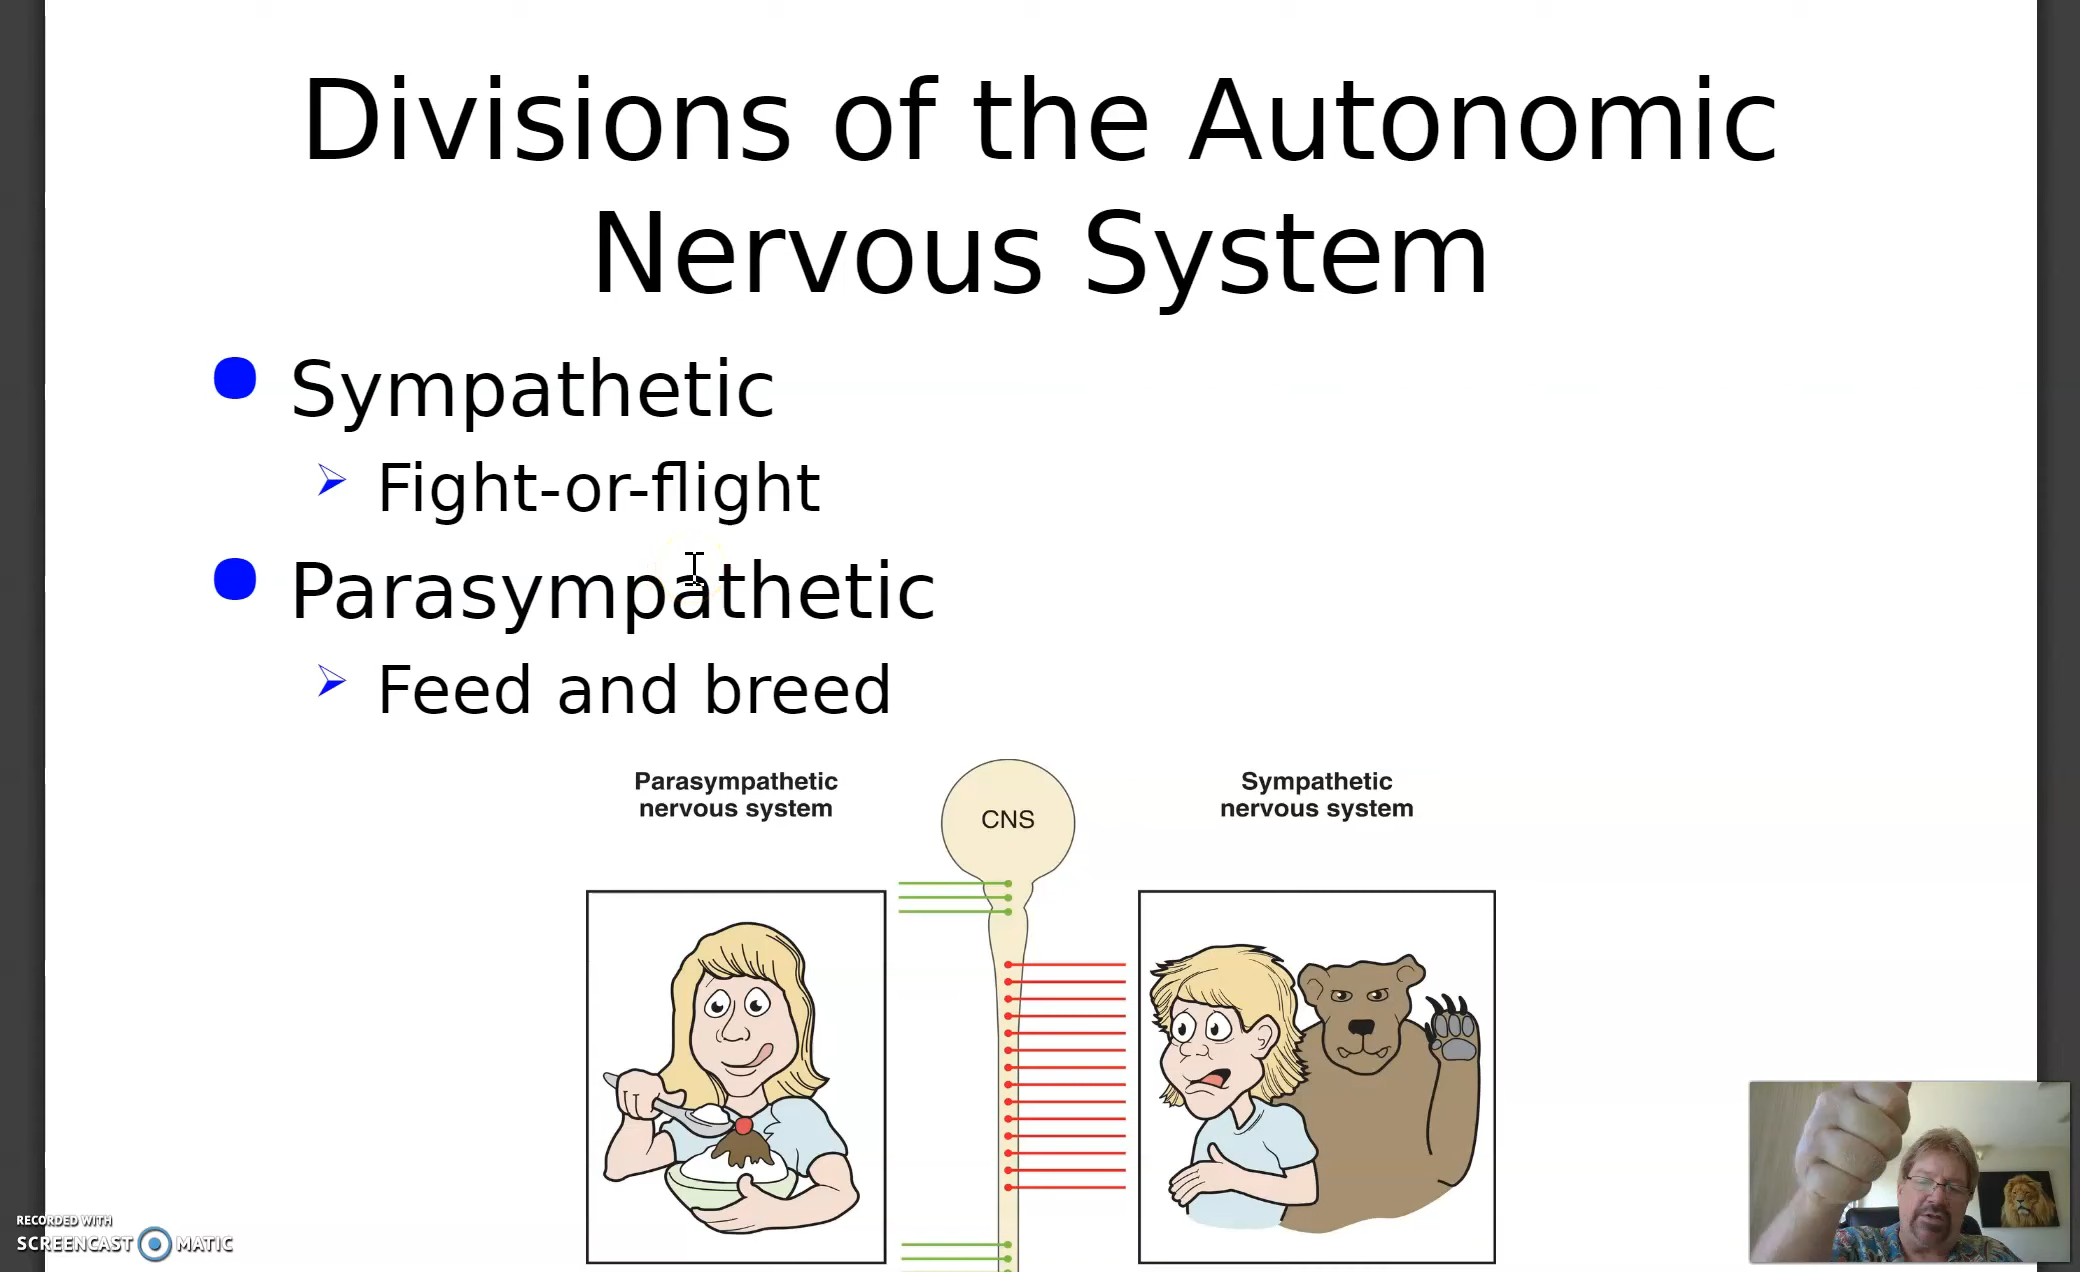 Divisions of the Autonomic
Nervous System
Sympathetic
Fight-or-flight
Parasympathetic
Feed and breed
Parasympathetic
nervous system
CNS
Sympathetic
nervous system
RECORDED WITH
SCREENCAST MATIC